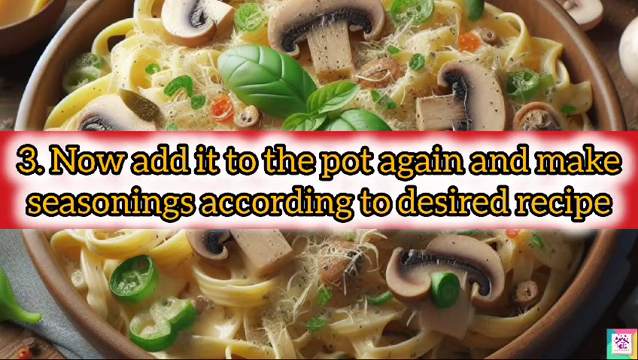 3. Now add it to the pot again and make
seasonings according to desired recipe